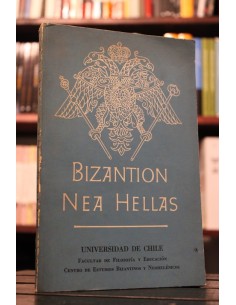 BIZANTION
NEA HELLAS
UNIVERSIDAD DE CHILE
FACULTAD DE FILOSOFÍA Y EDUCACIÓN
CENTRO DE ESTUDIOS BIZANTINOS Y NEOHELÉNICOS